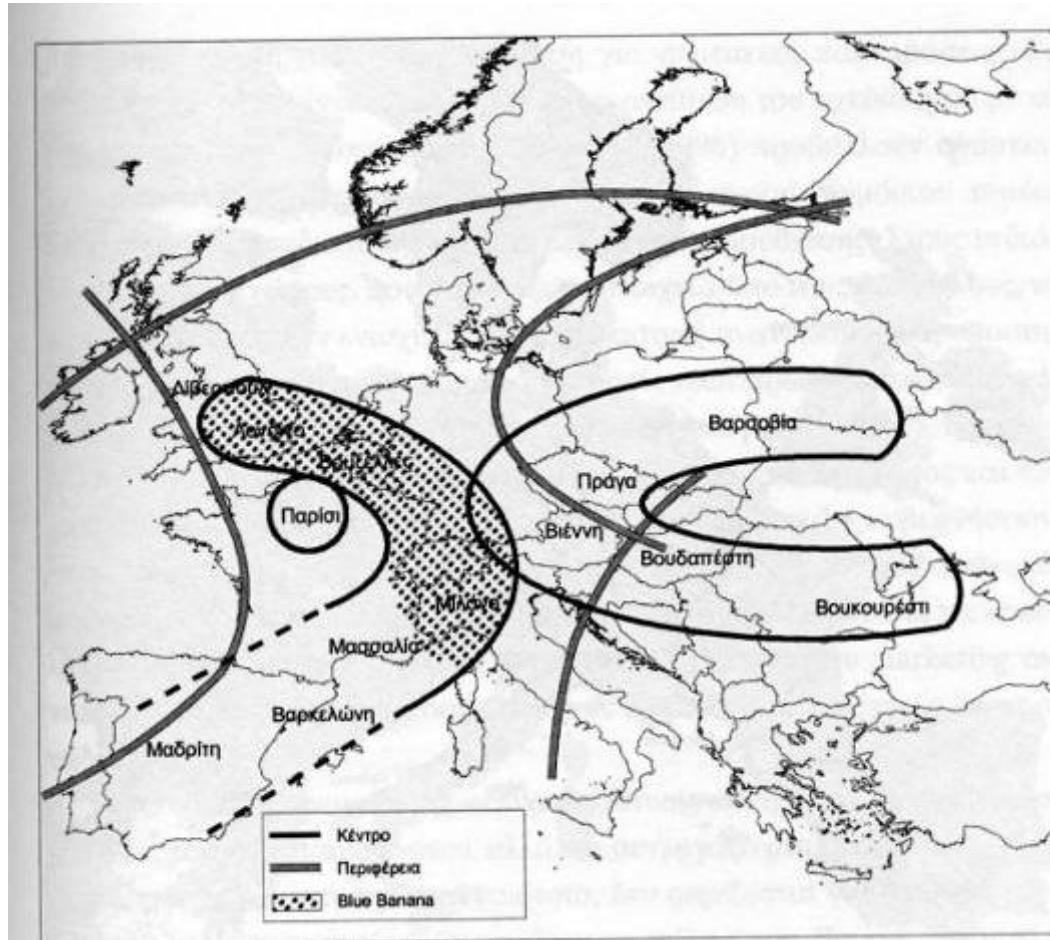 Λίβερπουλ
Λονδίνο
Βρυξέλλες
Βαρσοβία
Πράγα
Παρίσι
Βιέννη
Βουδαπέστη
Μιλάνο
Βουκουρέστι
Μασσαλία
Βαρκελώνη
Μαδρίτη
Κέντρο
Περιφέρεια
Blue Banana